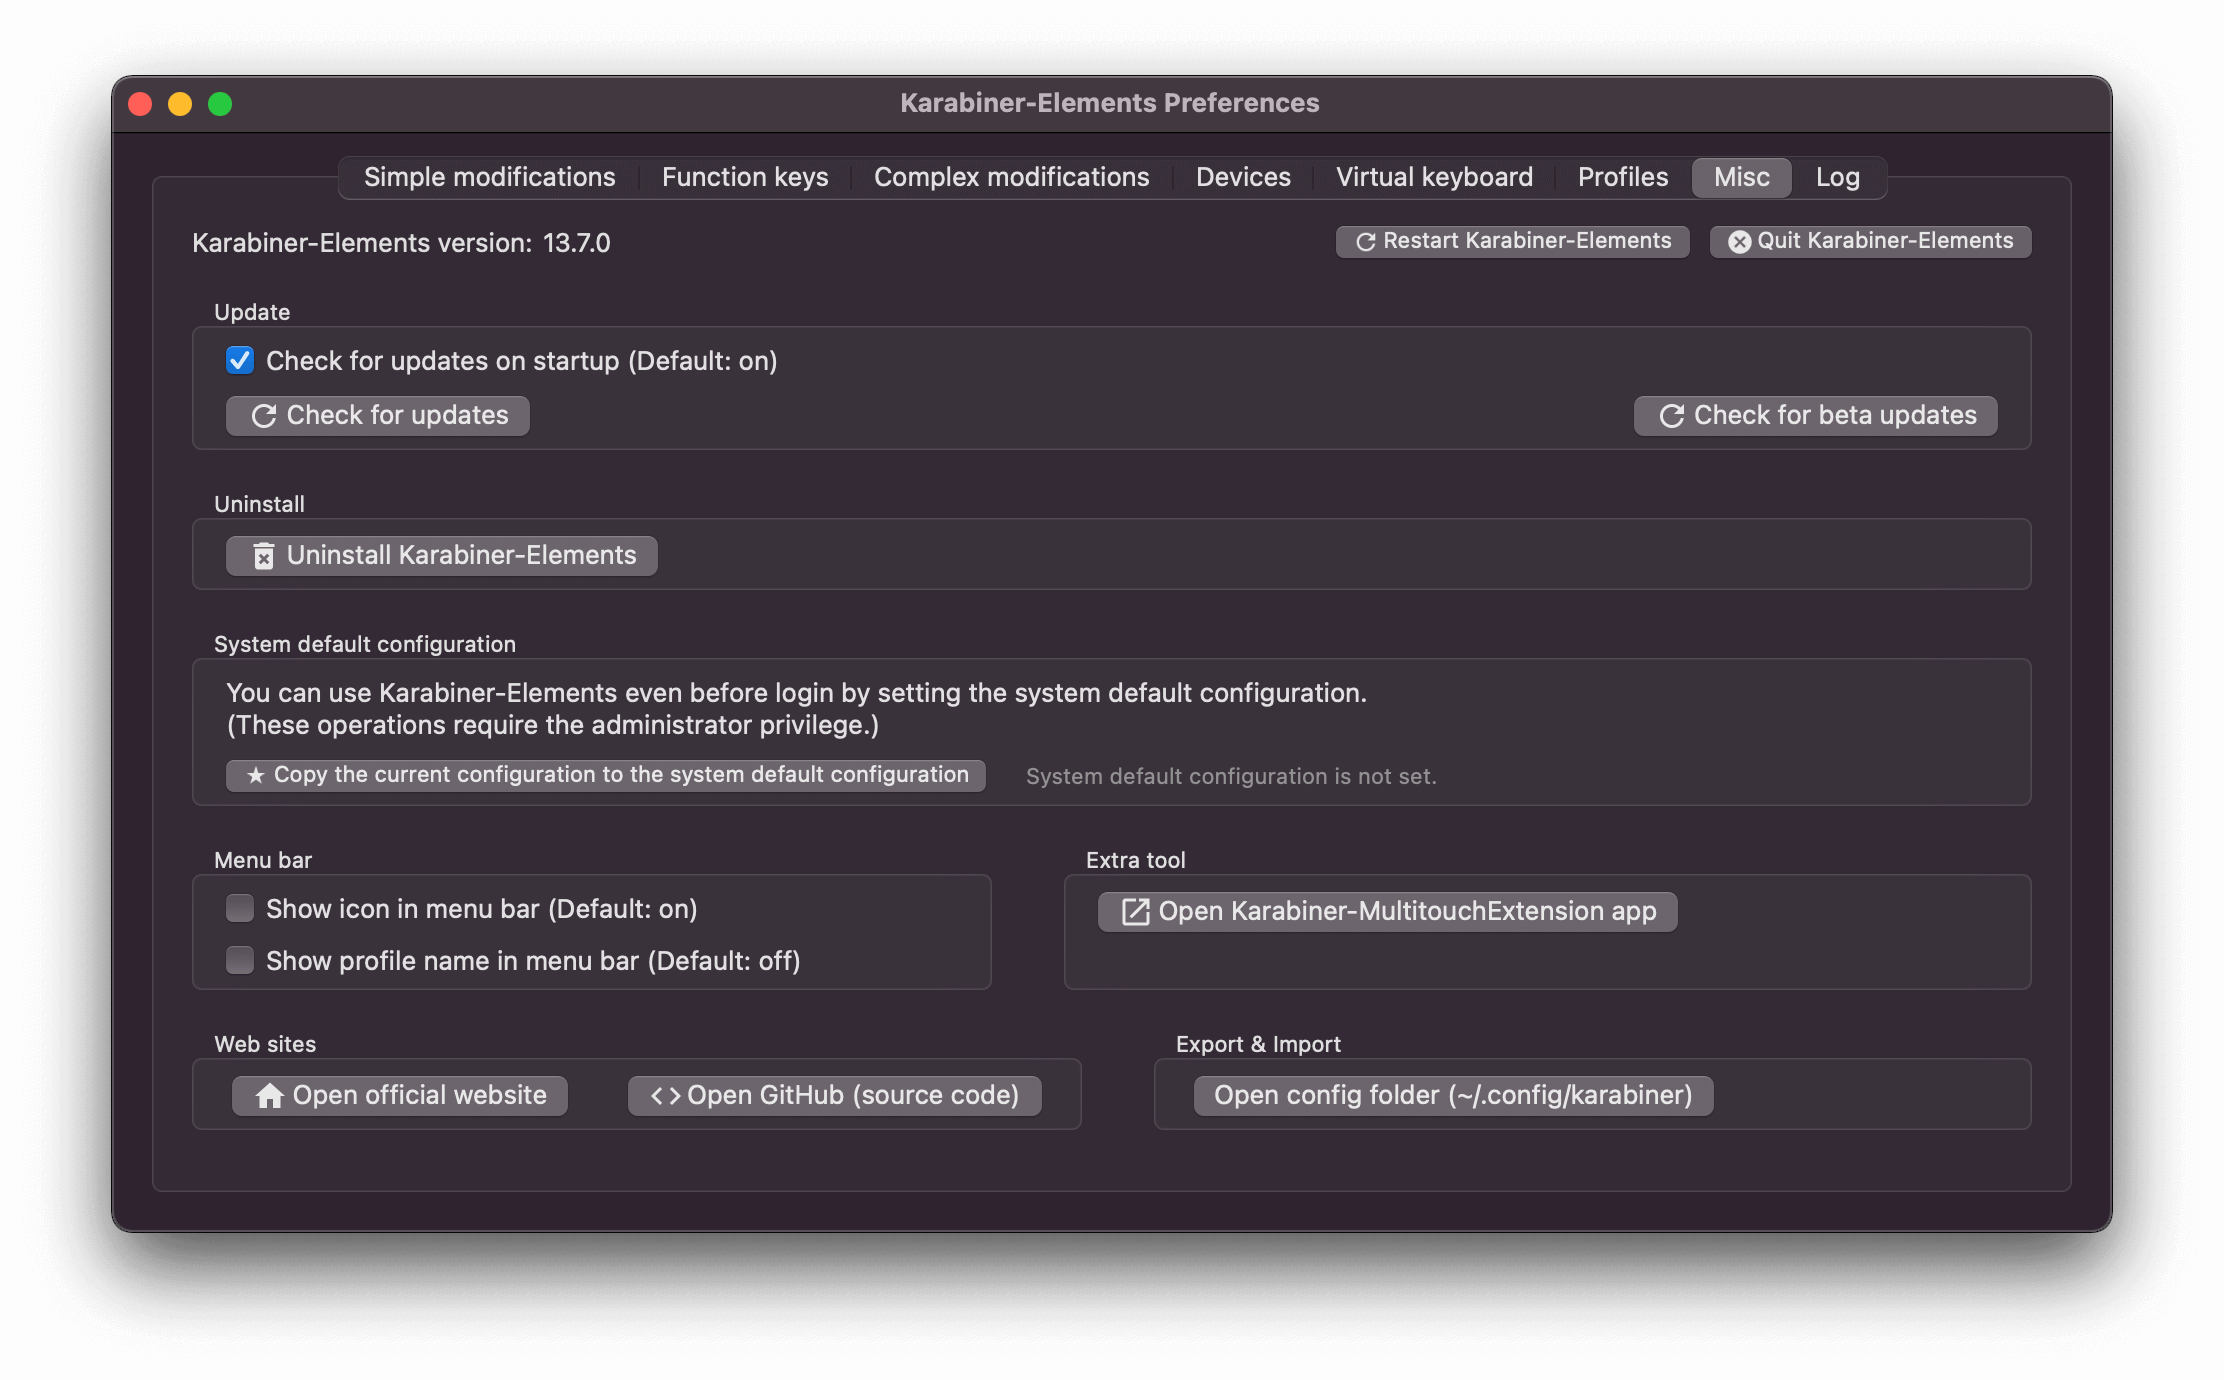 Karabiner-Elements Preferences
Simple modifications Function keys Complex modifications Devices Virtual keyboard Profiles Misc Log
Karabiner-Elements version: 13.7.0 Restart Karabiner-Elements Quit Karabiner-Elements
Update
Check for updates on startup (Default: on)
Check for updates Check for beta updates
Uninstall
Uninstall Karabiner-Elements
System default configuration
You can use Karabiner-Elements even before login by setting the system default configuration.
(These operations require the administrator privilege.)
★ Copy the current configuration to the system default configuration System default configuration is not set.
Menu bar Extra tool
Show icon in menu bar (Default: on) Open Karabiner-MultitouchExtension app
Show profile name in menu bar (Default: off)
Web sites Export & Import
Open official website <> Open GitHub (source code) Open config folder (~/.config/karabiner)